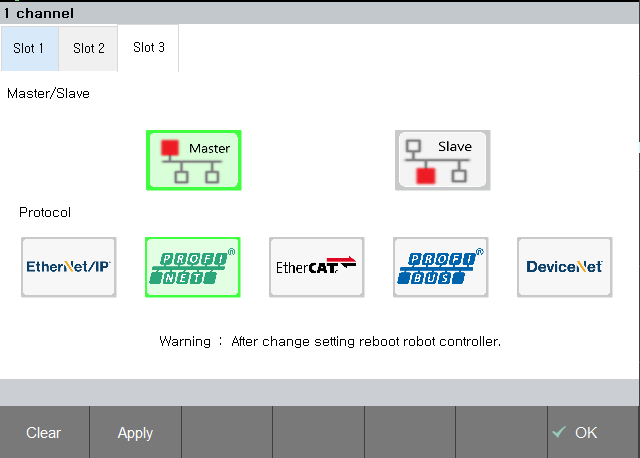 1 channel
Slot 1 Slot 2 Slot 3
Master/Slave
Master Slave
Protocol
EtherNet/IP PROFI NET EtherCAT PROFI BUS DeviceNet
Warning : After change setting reboot robot controller.
Clear Apply OK